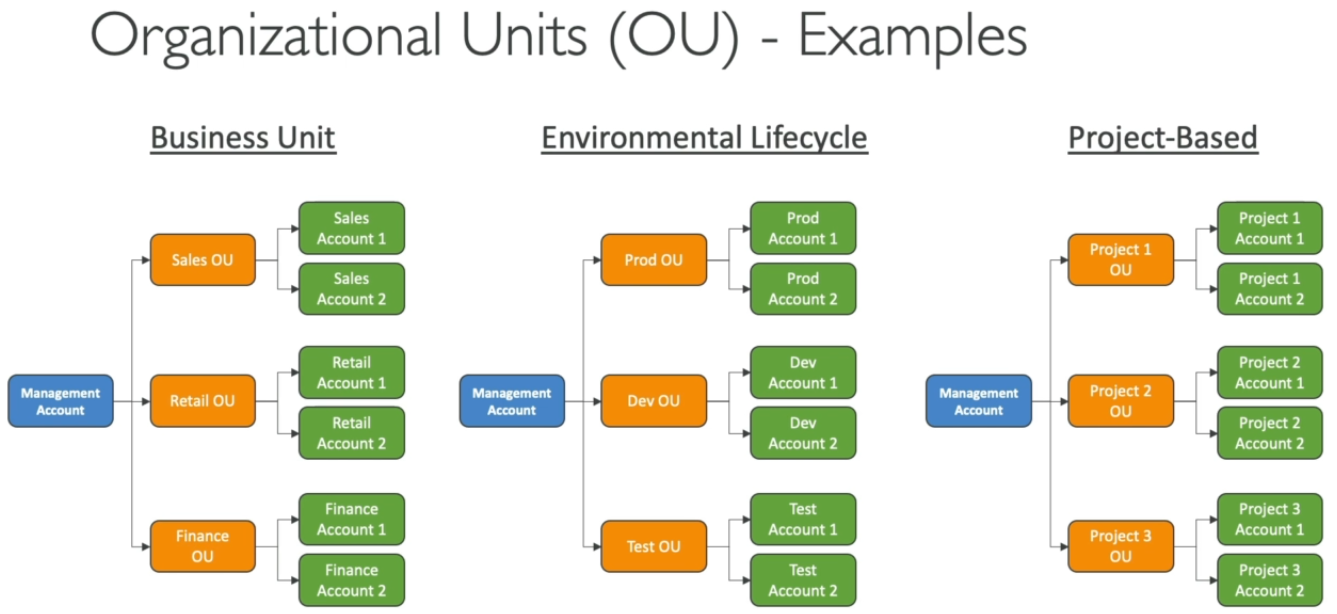 Organizational Units (OU) - Examples
Business Unit
Sales
Account 1
Sales OU
Sales
Account 2
Retail
Account 1
Management
Account
Retail OU
Retail
Account 2
Finance
Account 1
Finance
OU
Finance
Account 2
Environmental Lifecycle
Prod
Account 1
Prod OU
Prod
Account 2
Dev
Account 1
Management
Account
Dev OU
Dev
Account 2
Test
Account 1
Test OU
Test
Account 2
Project-Based
Project 1
Account 1
Project 1
OU
Project 1
Account 2
Project 2
Account 1
Management
Account
Project 2
OU
Project 2
Account 2
Project 3
Account 1
Project 3
OU
Project 3
Account 2